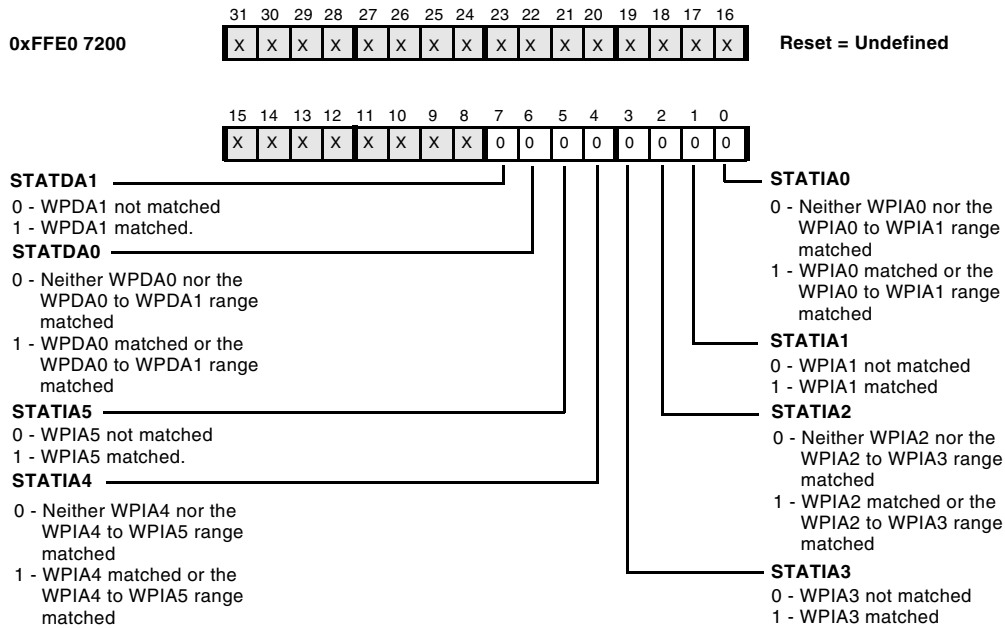 31 30 29 28 27 26 25 24 23 22 21 20 19 18 17 16
0xFFE0 7200
X X X X X X X X X X X X X X X X
Reset = Undefined
15 14 13 12 11 10 9 8 7 6 5 4 3 2 1 0
X X X X X X X X 0 0 0 0 0 0 0 0
STATDA1
0 - WPDA1 not matched
1 - WPDA1 matched.
STATDA0
0 - Neither WPDA0 nor the
WPDA0 to WPDA1 range
matched
1 - WPDA0 matched or the
WPDA0 to WPDA1 range
matched
STATIA5
0 - WPIA5 not matched
1 - WPIA5 matched.
STATIA4
0 - Neither WPIA4 nor the
WPIA4 to WPIA5 range
matched
1 - WPIA4 matched or the
WPIA4 to WPIA5 range
matched
STATIA0
0 - Neither WPIA0 nor the
WPIA0 to WPIA1 range
matched
1 - WPIA0 matched or the
WPIA0 to WPIA1 range
matched
STATIA1
0 - WPIA1 not matched
1 - WPIA1 matched
STATIA2
0 - Neither WPIA2 nor the
WPIA2 to WPIA3 range
matched
1 - WPIA2 matched or the
WPIA2 to WPIA3 range
matched
STATIA3
0 - WPIA3 not matched
1 - WPIA3 matched